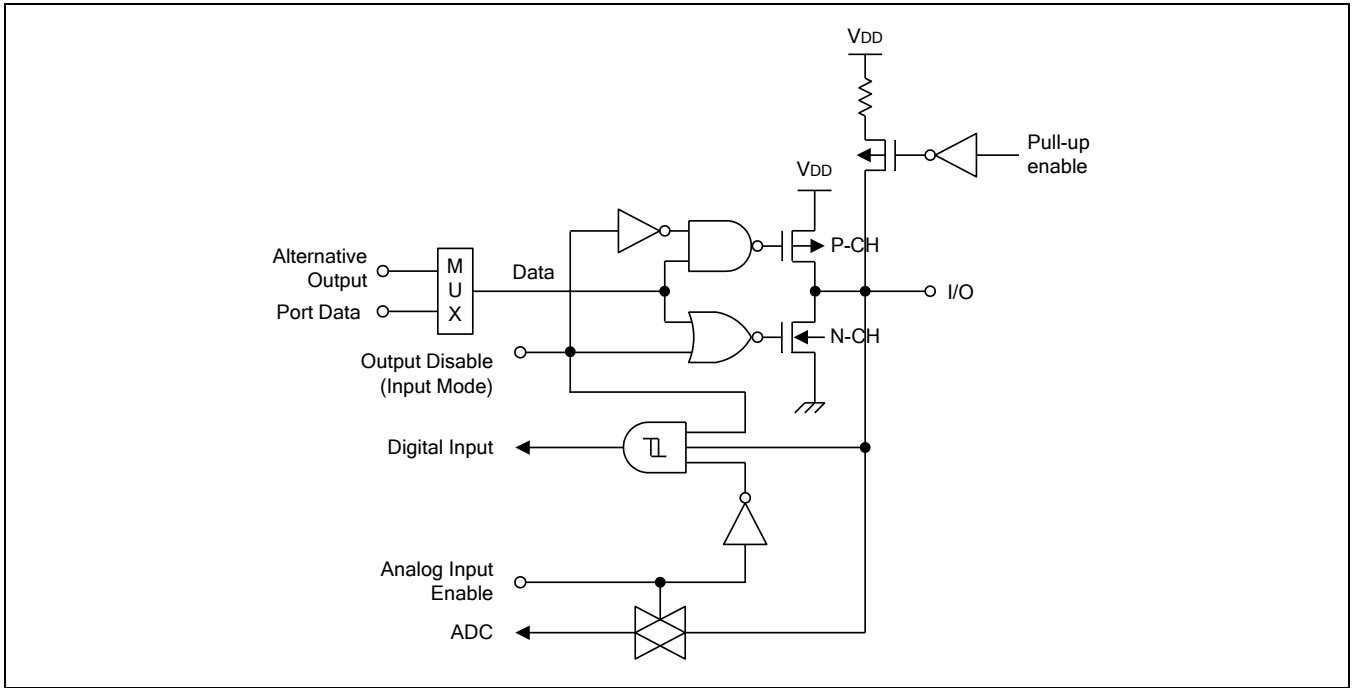 VDD
Pull-up
enable
VDD
P-CH
Alternative
Output
M
U
X
Data
I/O
Port Data
N-CH
Output Disable
(Input Mode)
Digital Input
Analog Input
Enable
ADC